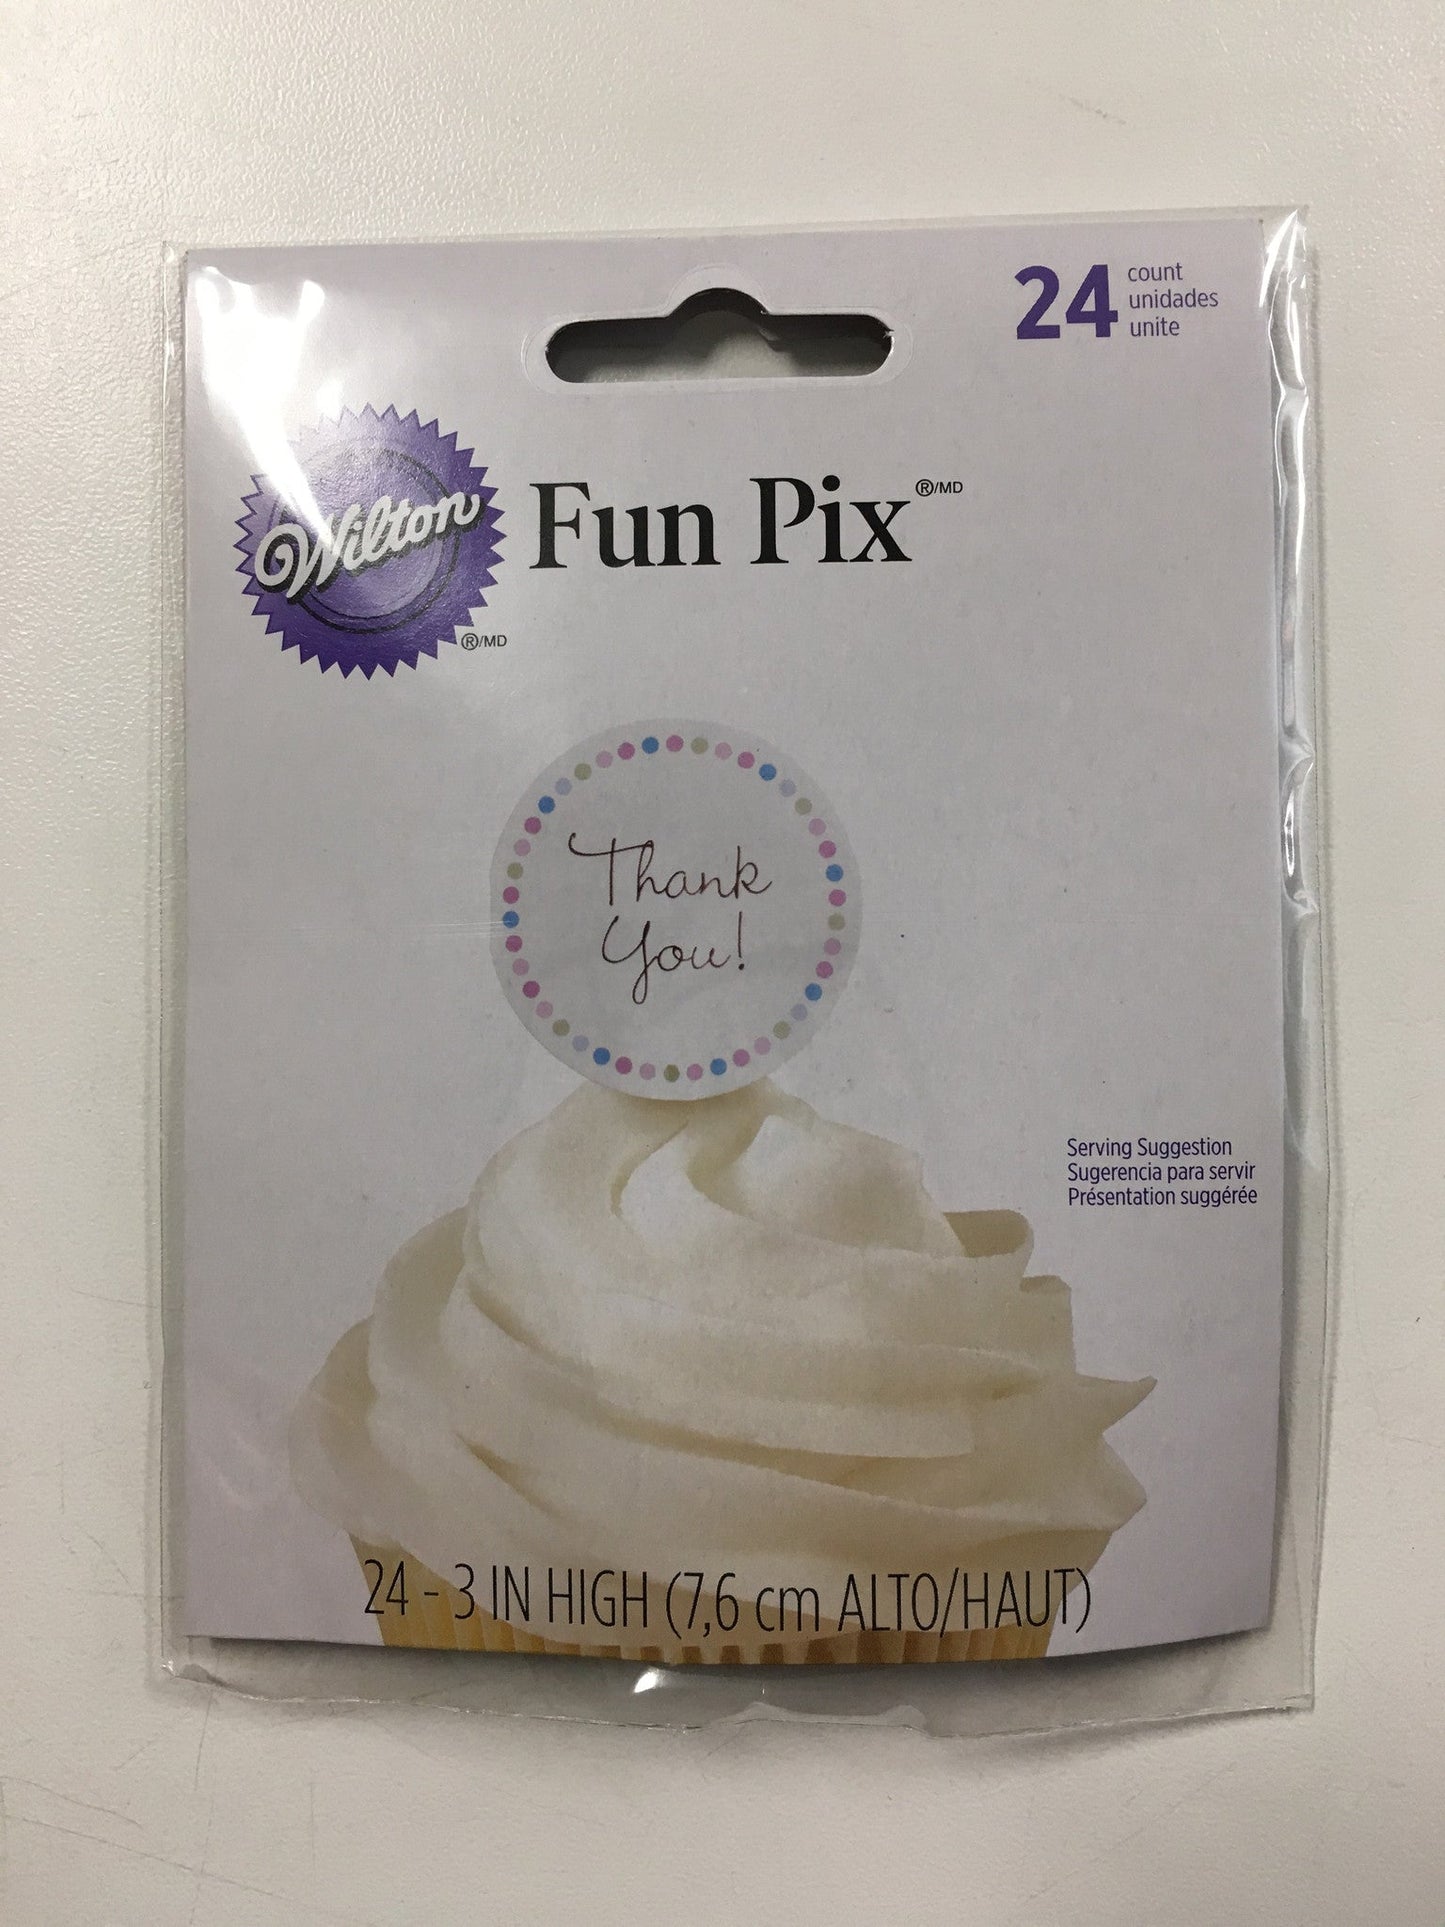 24 count
unidades
unite
Wilton
®/MD
Fun Pix®/MD
Thank
You!
Serving Suggestion
Sugerencia para servir
Présentation suggérée
24 - 3 IN HIGH (7,6 cm ALTO/HAUT)